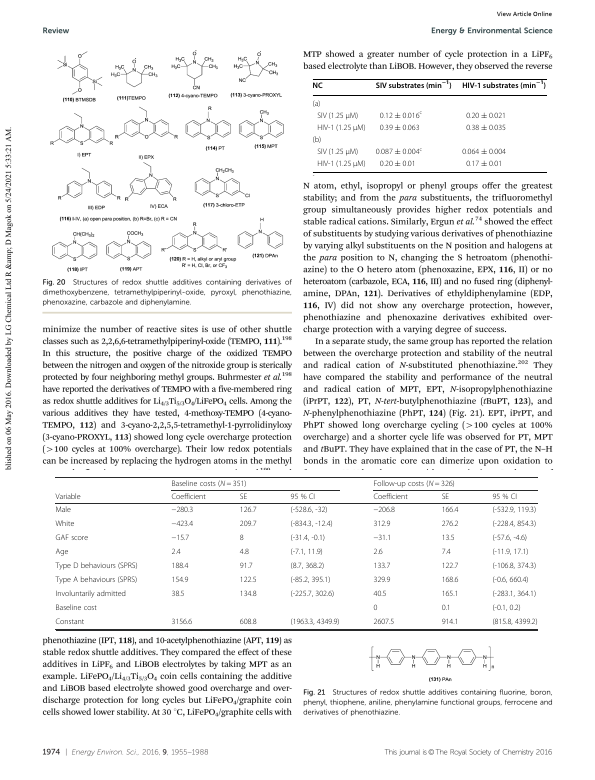 View Article Online
Review
Energy & Environmental Science
blished on 06 May 2016. Downloaded by LG Chemical Ltd R &amp; D Magok on 5/24/2021 5:33:21 AM.
(110) BTMSDB
(111)TEMPO
(112) 4-cyano-TEMPO
(113) 3-cyano-PROXYL
I) EPT
II) EPX
(114) PT
(115) MPT
III) EDP
IV) ECA
(117) 3-chloro-ETP
(116) I-IV, (a) open para position, (b) R=Br, (c) R = CN
(118) IPT
(119) APT
(120) R = H, alkyl or aryl group
R' = H, Cl, Br, or CF₃
(121) DPAn
Fig. 20 Structures of redox shuttle additives containing derivatives of
dimethoxybenzene, tetramethylpiperinyl-oxide, pyroxyl, phenothiazine,
phenoxazine, carbazole and diphenylamine.
minimize the number of reactive sites is use of other shuttle
classes such as 2,2,6,6-tetramethylpiperinyl-oxide (TEMPO, 111).¹⁹⁸
In this structure, the positive charge of the oxidized TEMPO
between the nitrogen and oxygen of the nitroxide group is sterically
protected by four neighboring methyl groups. Buhrmester et al.¹⁹⁸
have reported the derivatives of TEMPO with a five-membered ring
as redox shuttle additives for Li₄/₃Ti₅/₃O₄/LiFePO₄ cells. Among the
various additives they have tested, 4-methoxy-TEMPO (4-cyano-
TEMPO, 112) and 3-cyano-2,2,5,5-tetramethyl-1-pyrrolidinyloxy
(3-cyano-PROXYL, 113) showed long cycle overcharge protection
(>100 cycles at 100% overcharge). Their low redox potentials
can be increased by replacing the hydrogen atoms in the methyl
MTP showed a greater number of cycle protection in a LiPF₆
based electrolyte than LiBOB. However, they observed the reverse
NC SIV substrates (min⁻¹) HIV-1 substrates (min⁻¹)
(a)
SIV (1.25 μM) 0.12 ± 0.016ᶜ 0.20 ± 0.021
HIV-1 (1.25 μM) 0.39 ± 0.063 0.38 ± 0.035
(b)
SIV (1.25 μM) 0.087 ± 0.004ᶜ 0.064 ± 0.004
HIV-1 (1.25 μM) 0.20 ± 0.01 0.17 ± 0.01
N atom, ethyl, isopropyl or phenyl groups offer the greatest
stability; and from the para substituents, the trifluoromethyl
group simultaneously provides higher redox potentials and
stable radical cations. Similarly, Ergun et al.⁷⁴ showed the effect
of substituents by studying various derivatives of phenothiazine
by varying alkyl substituents on the N position and halogens at
the para position to N, changing the S hetroatom (phenothi-
azine) to the O hetero atom (phenoxazine, EPX, 116, II) or no
heteroatom (carbazole, ECA, 116, III) and no fused ring (diphenyl-
amine, DPAn, 121). Derivatives of ethyldiphenylamine (EDP,
116, IV) did not show any overcharge protection, however,
phenothiazine and phenoxazine derivatives exhibited over-
charge protection with a varying degree of success.
In a separate study, the same group has reported the relation
between the overcharge protection and stability of the neutral
and radical cation of N-substituted phenothiazine.²⁰² They
have compared the stability and performance of the neutral
and radical cation of MPT, EPT, N-isopropylphenothiazine
(iPrPT, 122), PT, N-tert-butylphenothiazine (tBuPT, 123), and
N-phenylphenothiazine (PhPT, 124) (Fig. 21). EPT, iPrPT, and
PhPT showed long overcharge cycling (>100 cycles at 100%
overcharge) and a shorter cycle life was observed for PT, MPT
and tBuPT. They have explained that in the case of PT, the N–H
bonds in the aromatic core can dimerize upon oxidation to
Baseline costs (N = 351) Follow-up costs (N = 326)
Variable Coefficient SE 95 % CI Coefficient SE 95 % CI
Male −280.3 126.7 (-528.6, -32) −206.8 166.4 (-532.9, 119.3)
White −423.4 209.7 (-834.3, -12.4) 312.9 276.2 (-228.4, 854.3)
GAF score −15.7 8 (-31.4, -0.1) −31.1 13.5 (-57.6, -4.6)
Age 2.4 4.8 (-7.1, 11.9) 2.6 7.4 (-11.9, 17.1)
Type D behaviours (SPRS) 188.4 91.7 (8.7, 368.2) 133.7 122.7 (-106.8, 374.3)
Type A behaviours (SPRS) 154.9 122.5 (-85.2, 395.1) 329.9 168.6 (-0.6, 660.4)
Involuntarily admitted 38.5 134.8 (-225.7, 302.6) 40.5 165.1 (-283.1, 364.1)
Baseline cost 0 0.1 (-0.1, 0.2)
Constant 3156.6 608.8 (1963.3, 4349.9) 2607.5 914.1 (815.8, 4399.2)
phenothiazine (IPT, 118), and 10-acetylphenothiazine (APT, 119) as
stable redox shuttle additives. They compared the effect of these
additives in LiPF₆ and LiBOB electrolytes by taking MPT as an
example. LiFePO₄/Li₄/₃Ti₅/₃O₄ coin cells containing the additive
and LiBOB based electrolyte showed good overcharge and over-
discharge protection for long cycles but LiFePO₄/graphite coin
cells showed lower stability. At 30 °C, LiFePO₄/graphite cells with
(131) PAn
Fig. 21 Structures of redox shuttle additives containing fluorine, boron,
phenyl, thiophene, aniline, phenylamine functional groups, ferrocene and
derivatives of phenothiazine.
1974 | Energy Environ. Sci., 2016, 9, 1955–1988
This journal is © The Royal Society of Chemistry 2016